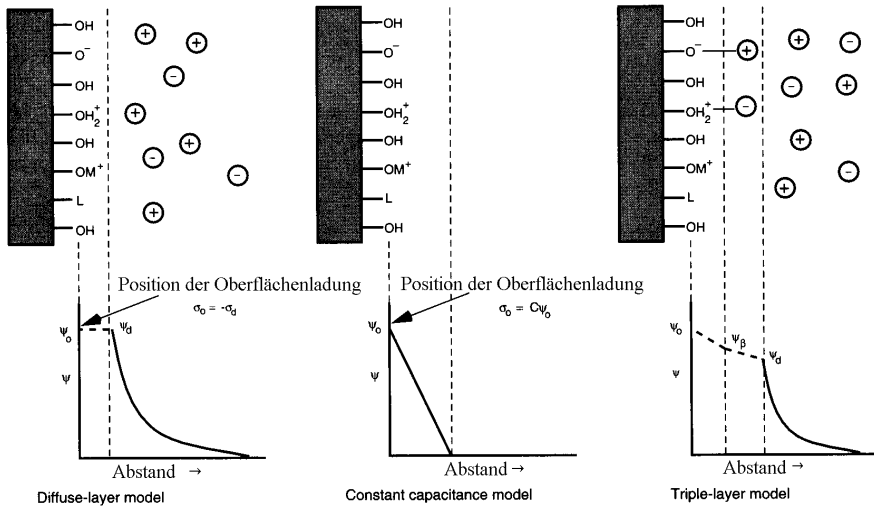 OH
O⁻
OH
OH₂⁺
OH
OM⁺
L
OH
+
+
-
+
+
-
-
+
OH
O⁻
OH
OH₂⁺
OH
OM⁺
L
OH
OH
O⁻
OH
OH₂⁺
OH
OM⁺
L
OH
+
+
-
-
+
-
+
-
+
Position der Oberflächenladung
σₒ = -σd
ψₒ
ψd
ψ
Abstand →
Diffuse-layer model
Position der Oberflächenladung
σₒ = Cψₒ
ψₒ
ψ
Abstand →
Constant capacitance model
ψₒ
ψβ
ψd
ψ
Abstand →
Triple-layer model